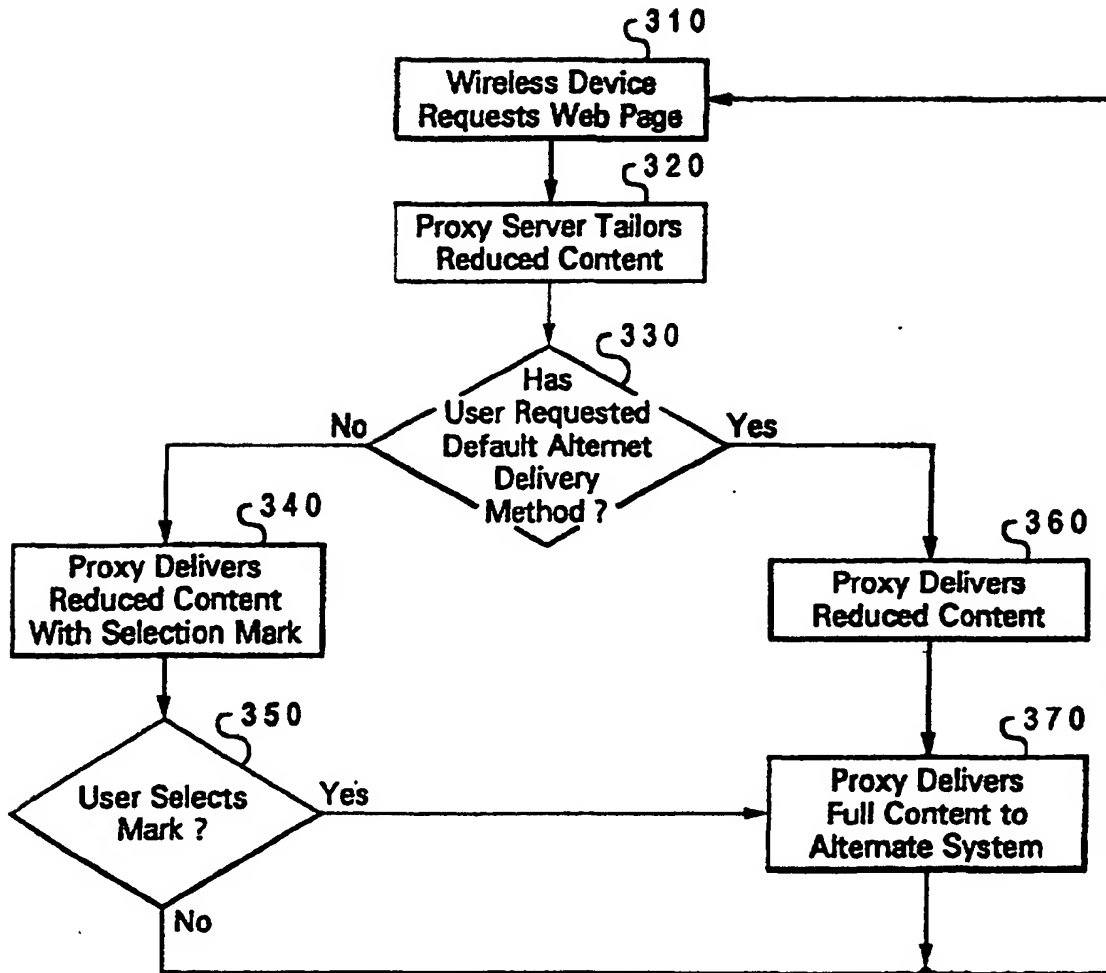 310
Wireless Device
Requests Web Page
320
Proxy Server Tailors
Reduced Content
330
Has
User Requested
Default Alternet
Delivery
Method ?
No
Yes
340
Proxy Delivers
Reduced Content
With Selection Mark
360
Proxy Delivers
Reduced Content
350
User Selects
Mark ?
Yes
No
370
Proxy Delivers
Full Content to
Alternate System